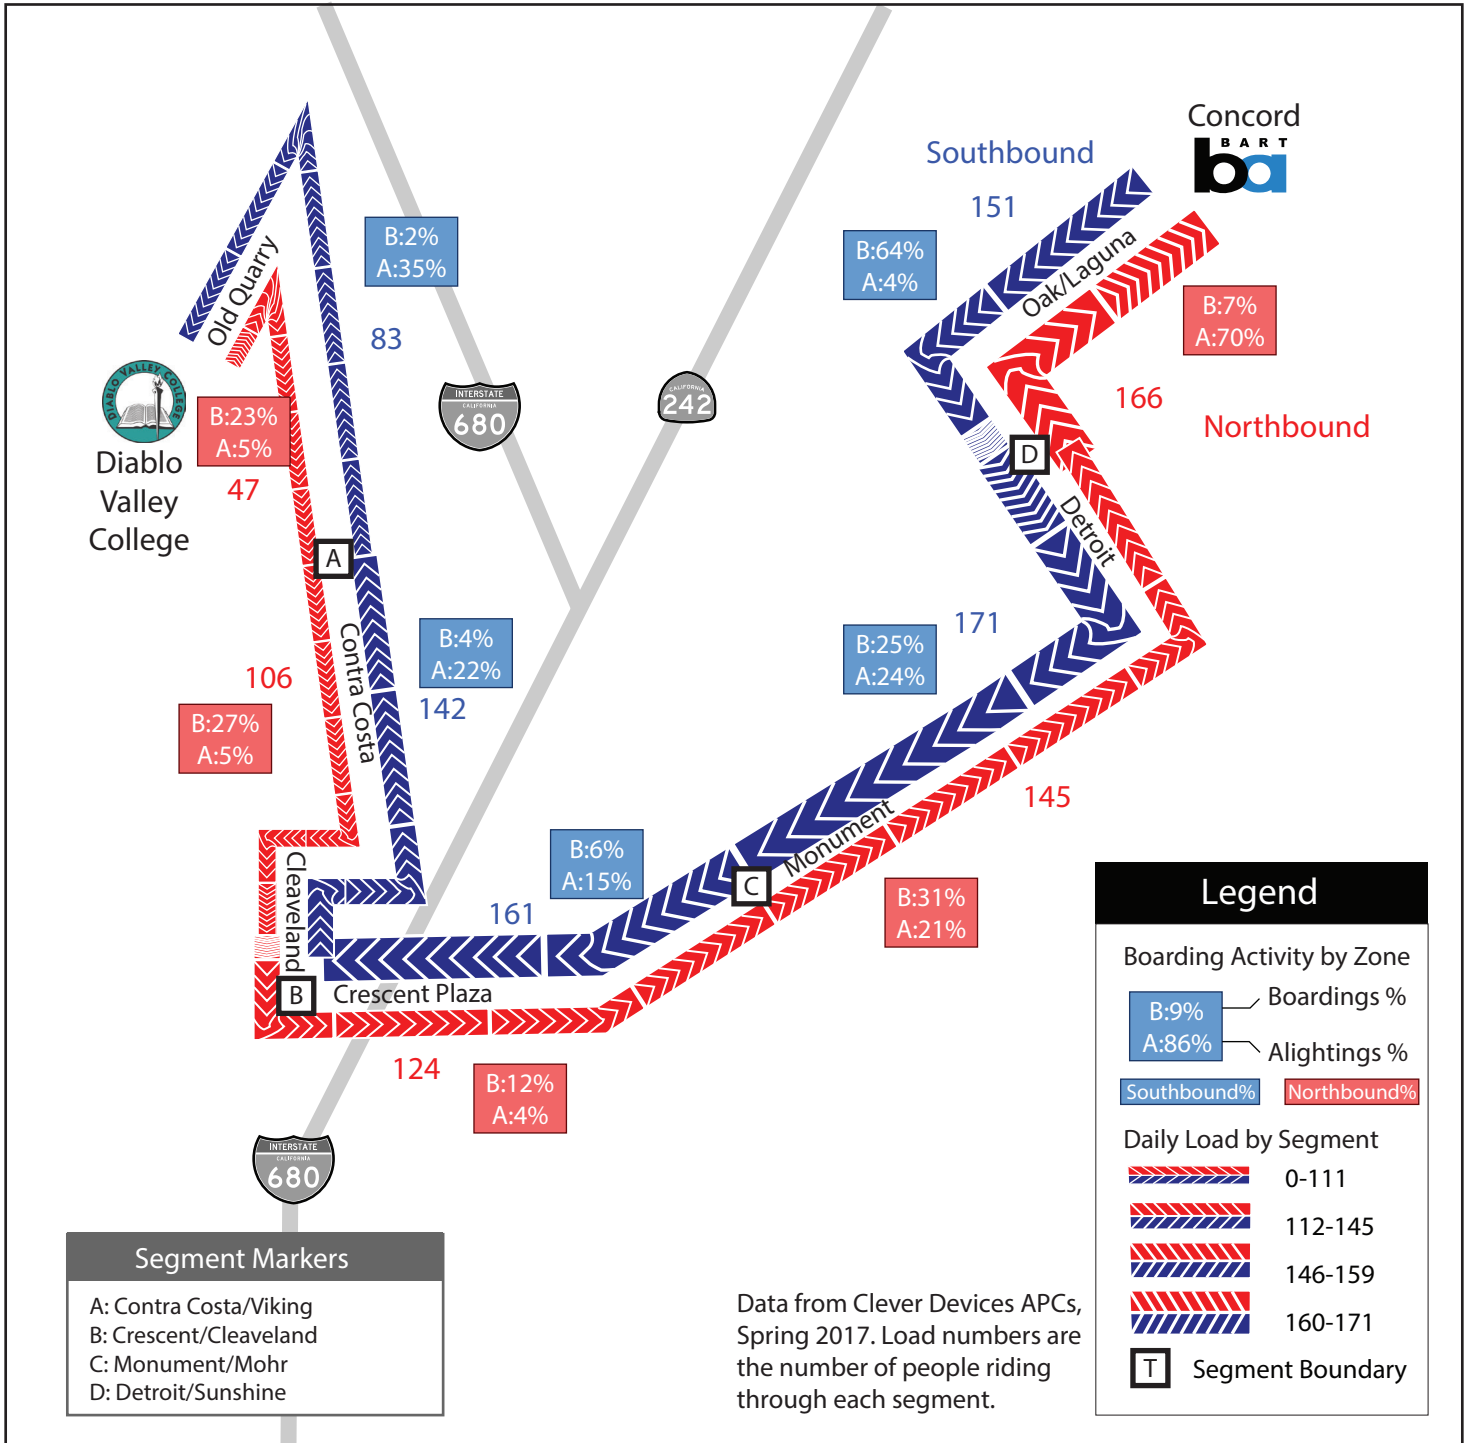 Concord
BART
ba
Southbound
151
B:64%
A:4%
Oak/Laguna
B:7%
A:70%
166
Northbound
B:2%
A:35%
Old Quarry
83
INTERSTATE
CALIFORNIA
680
CALIFORNIA
242
DIABLO VALLEY COLLEGE
Diablo
Valley
College
B:23%
A:5%
47
D
Detroit
A
Contra Costa
171
B:25%
A:24%
B:4%
A:22%
142
106
B:27%
A:5%
145
Monument
C
B:6%
A:15%
161
B:31%
A:21%
Cleaveland
B
Crescent Plaza
124
B:12%
A:4%
INTERSTATE
CALIFORNIA
680
Segment Markers
A: Contra Costa/Viking
B: Crescent/Cleaveland
C: Monument/Mohr
D: Detroit/Sunshine
Data from Clever Devices APCs,
Spring 2017. Load numbers are
the number of people riding
through each segment.
Legend
Boarding Activity by Zone
B:9%
A:86%
Boardings %
Alightings %
Southbound%
Northbound%
Daily Load by Segment
0-111
112-145
146-159
160-171
T
Segment Boundary